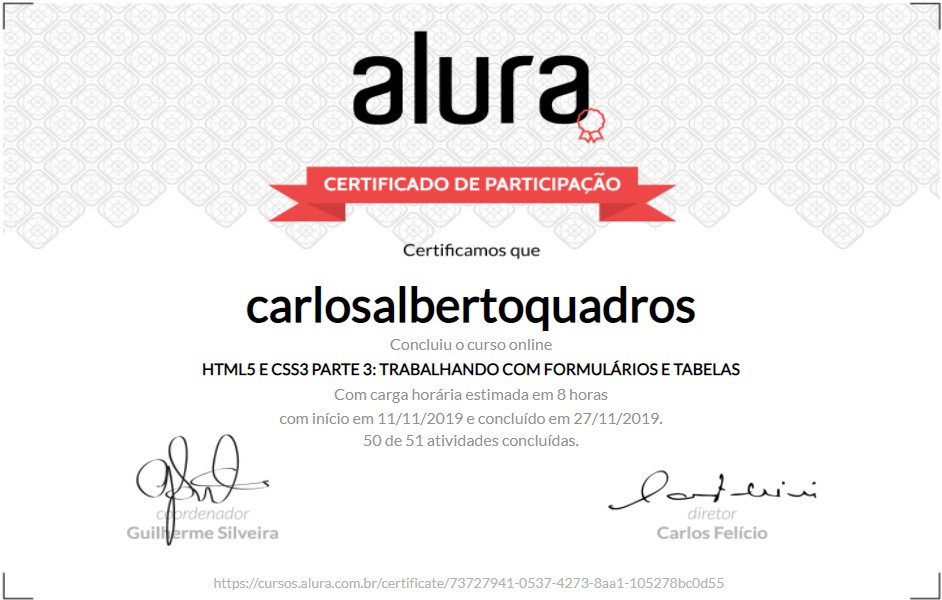 alura
CERTIFICADO DE PARTICIPAÇÃO
Certificamos que
carlosalbertoquadros
Concluiu o curso online
HTML5 E CSS3 PARTE 3: TRABALHANDO COM FORMULÁRIOS E TABELAS
Com carga horária estimada em 8 horas
com início em 11/11/2019 e concluído em 27/11/2019.
50 de 51 atividades concluídas.
coordenador
Guilherme Silveira
diretor
Carlos Felício
https://cursos.alura.com.br/certificate/73727941-0537-4273-8aa1-105278bc0d55